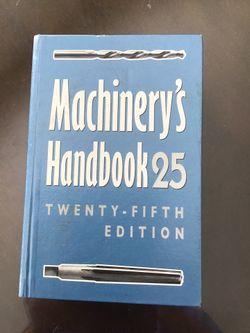 Machinery's
Handbook 25
TWENTY-FIFTH
EDITION